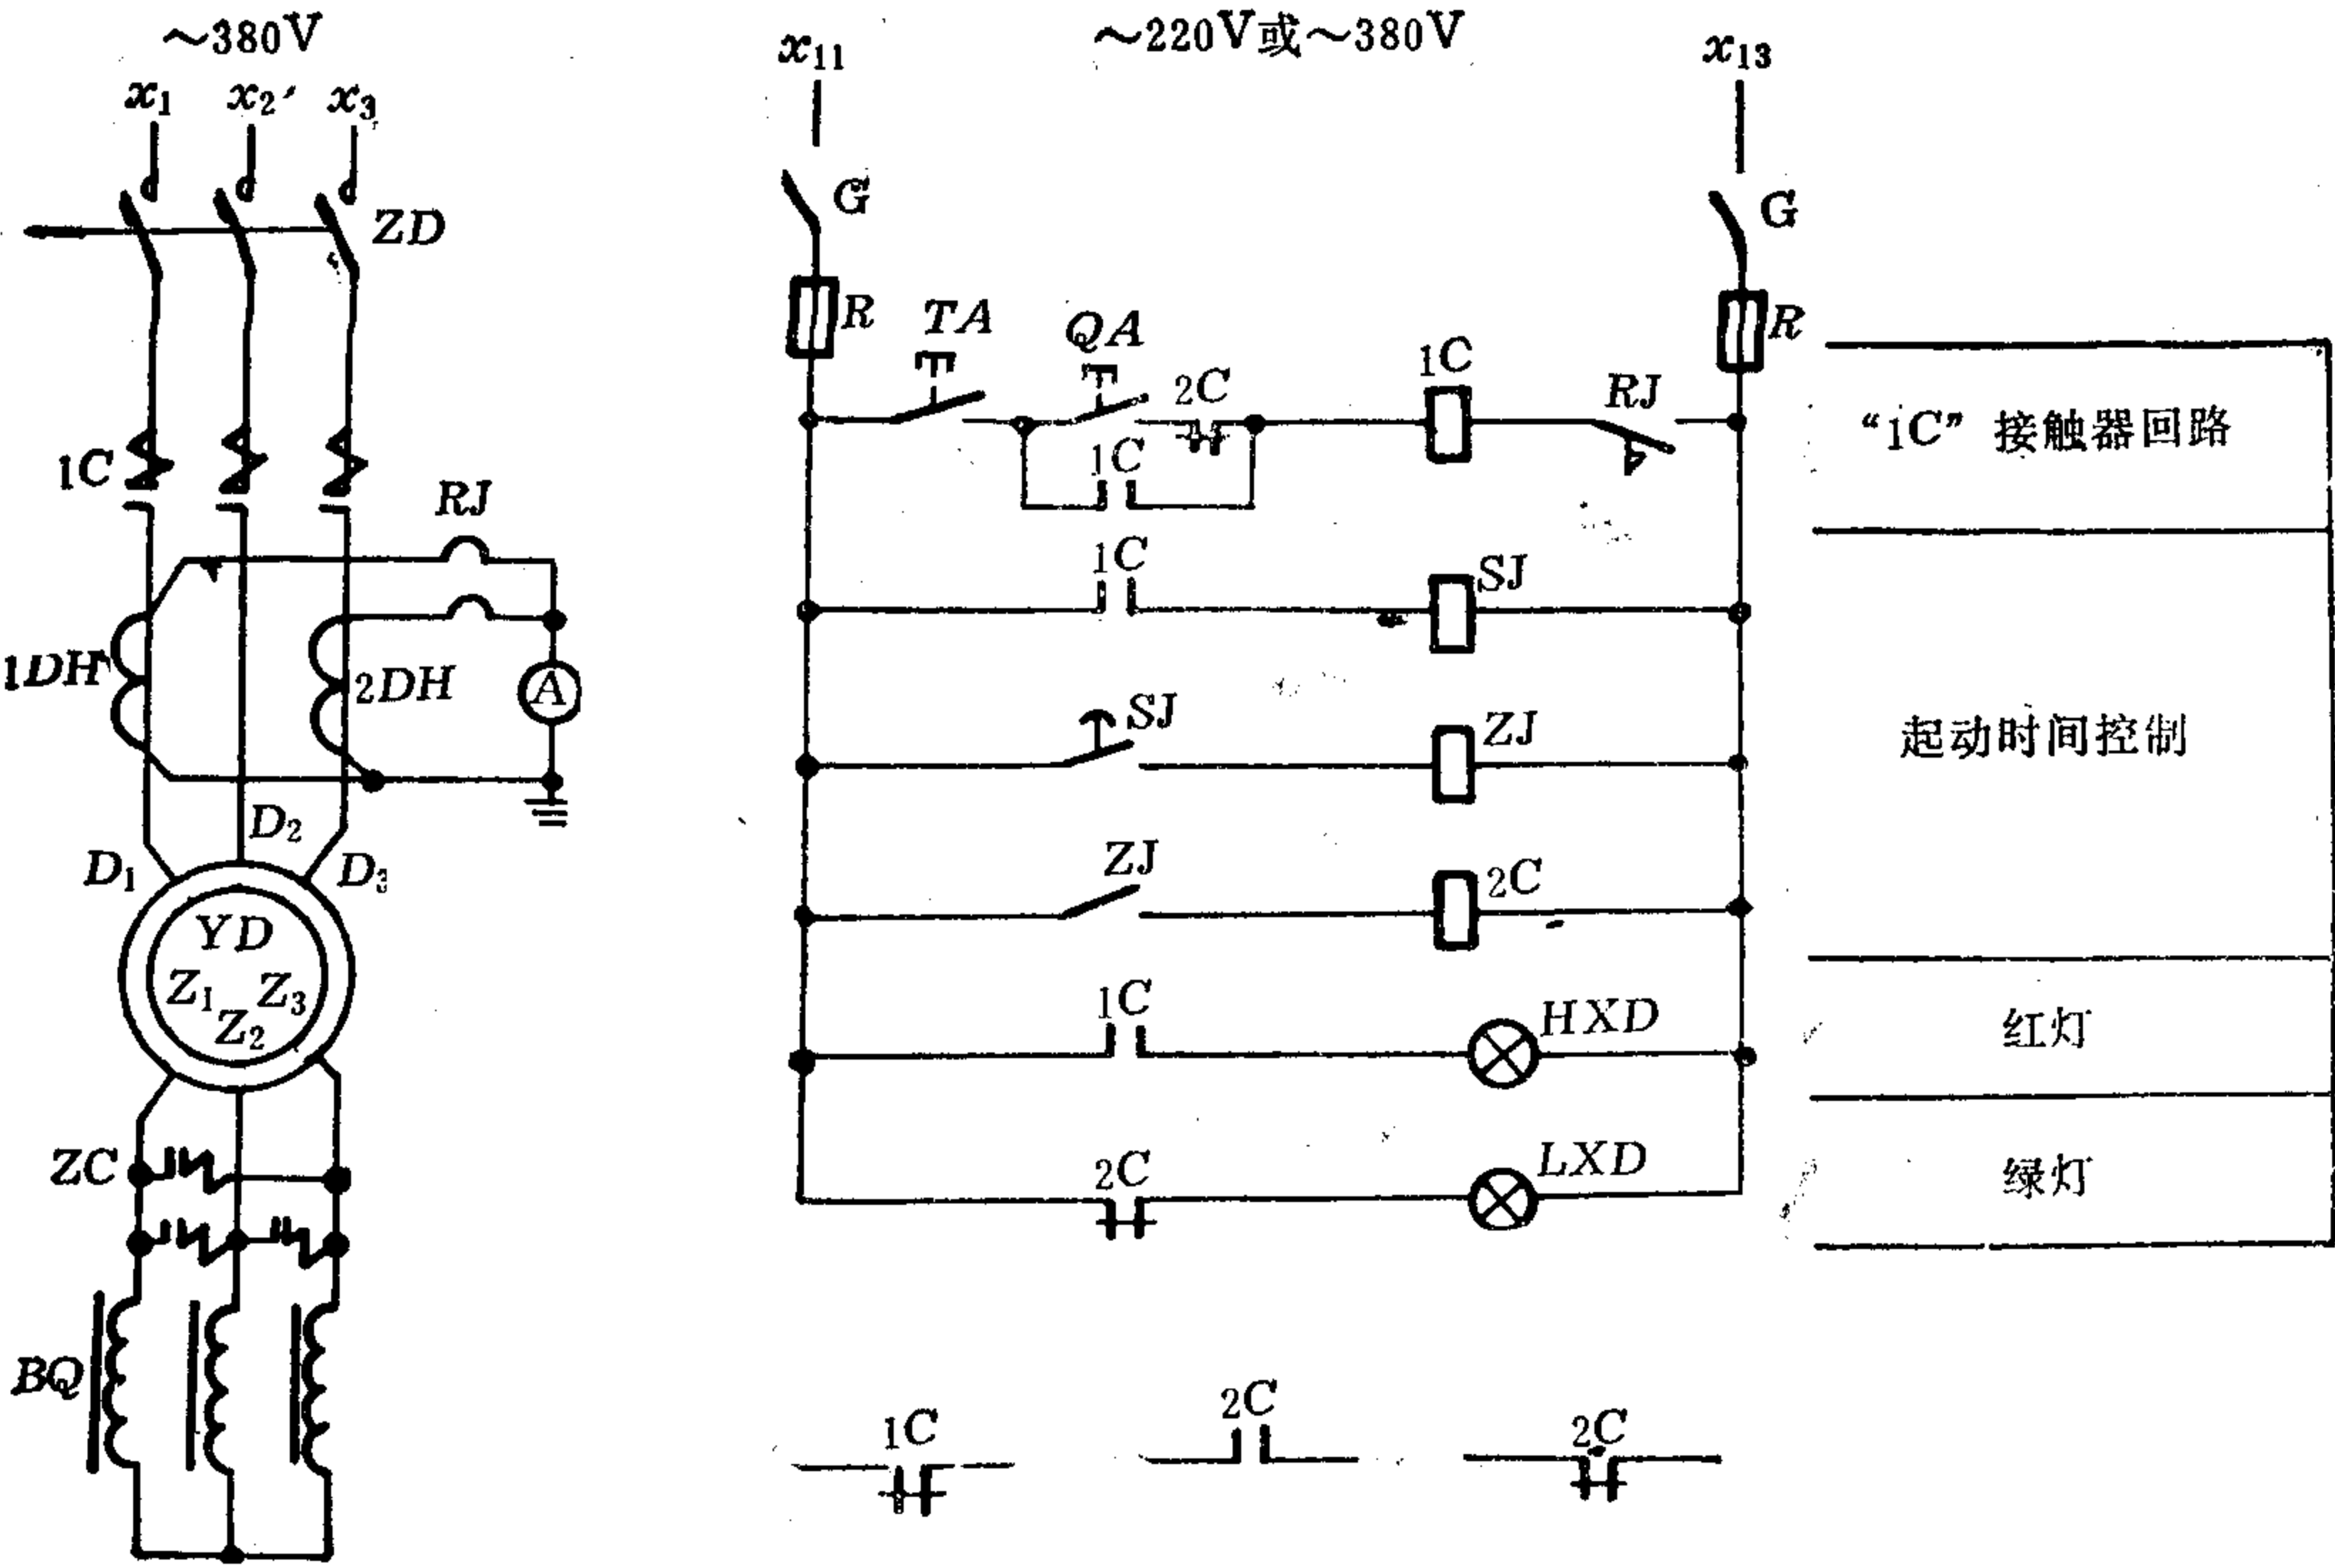 ~380V
x₁ x₂ x₃
ZD
1C
RJ
1DH
2DH
A
D₁ D₂ D₃
YD
Z₁ Z₃
Z₂
ZC
BQ
~220V或~380V
x₁₁ x₁₃
G G
R R
TA QA 2C 1C RJ
1C
“1C”接触器回路
1C SJ
SJ ZJ
起动时间控制
ZJ 2C
1C HXD
红灯
2C LXD
绿灯
1C 2C 2C